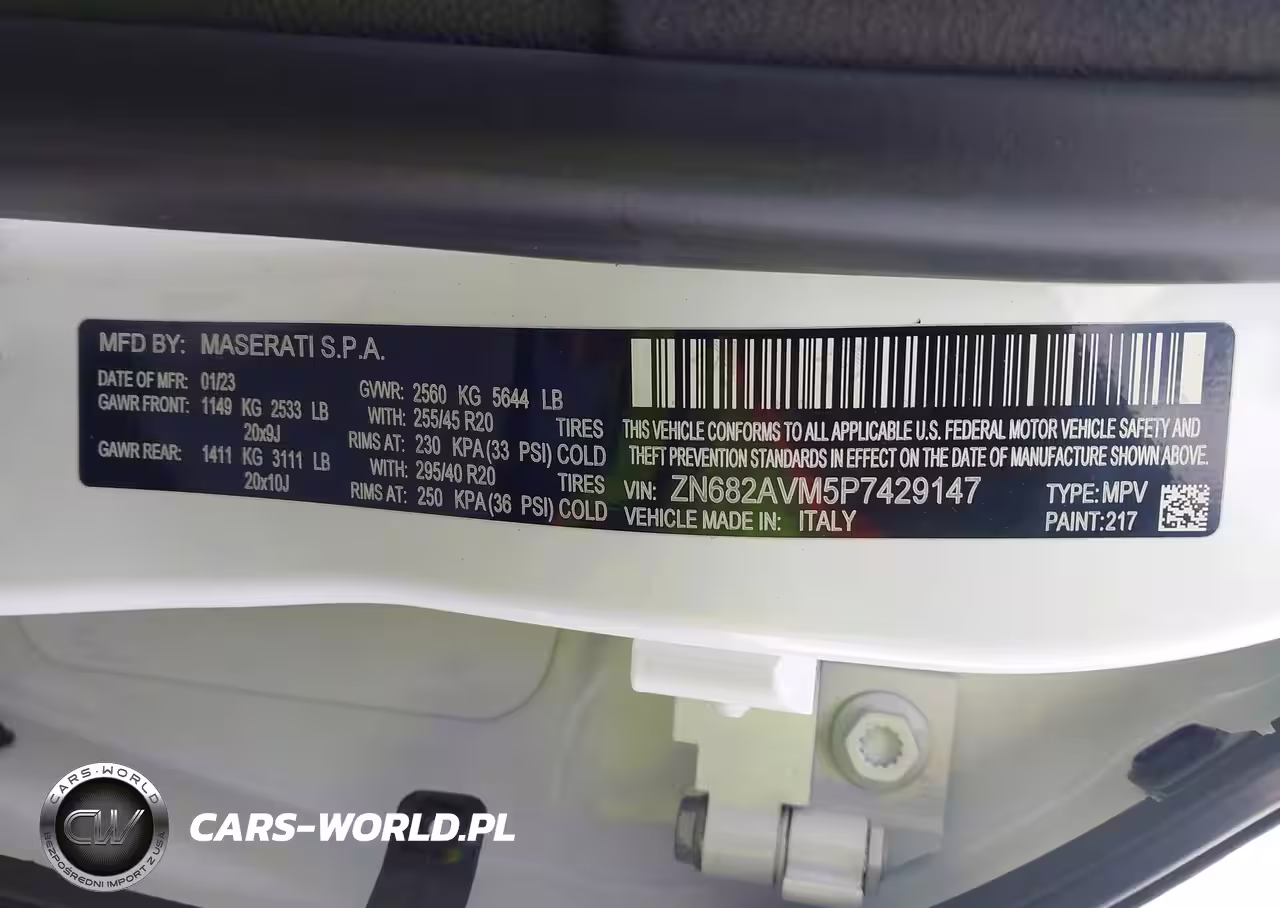 MFD BY: MASERATI S.P.A.
DATE OF MFR: 01/23
GAWR FRONT: 1149 KG 2533 LB
20x9J
GAWR REAR: 1411 KG 3111 LB
20x10J
GVWR: 2560 KG 5644 LB
WITH: 255/45 R20 TIRES
RIMS AT: 230 KPA(33 PSI) COLD
WITH: 295/40 R20 TIRES
RIMS AT: 250 KPA(36 PSI) COLD
THIS VEHICLE CONFORMS TO ALL APPLICABLE U.S. FEDERAL MOTOR VEHICLE SAFETY AND
THEFT PREVENTION STANDARDS IN EFFECT ON THE DATE OF MANUFACTURE SHOWN ABOVE.
VIN: ZN682AVM5P7429147 TYPE: MPV
VEHICLE MADE IN: ITALY PAINT:217
CARS-WORLD
CW
BEZPOŚREDNI IMPORT Z USA
CARS-WORLD.PL